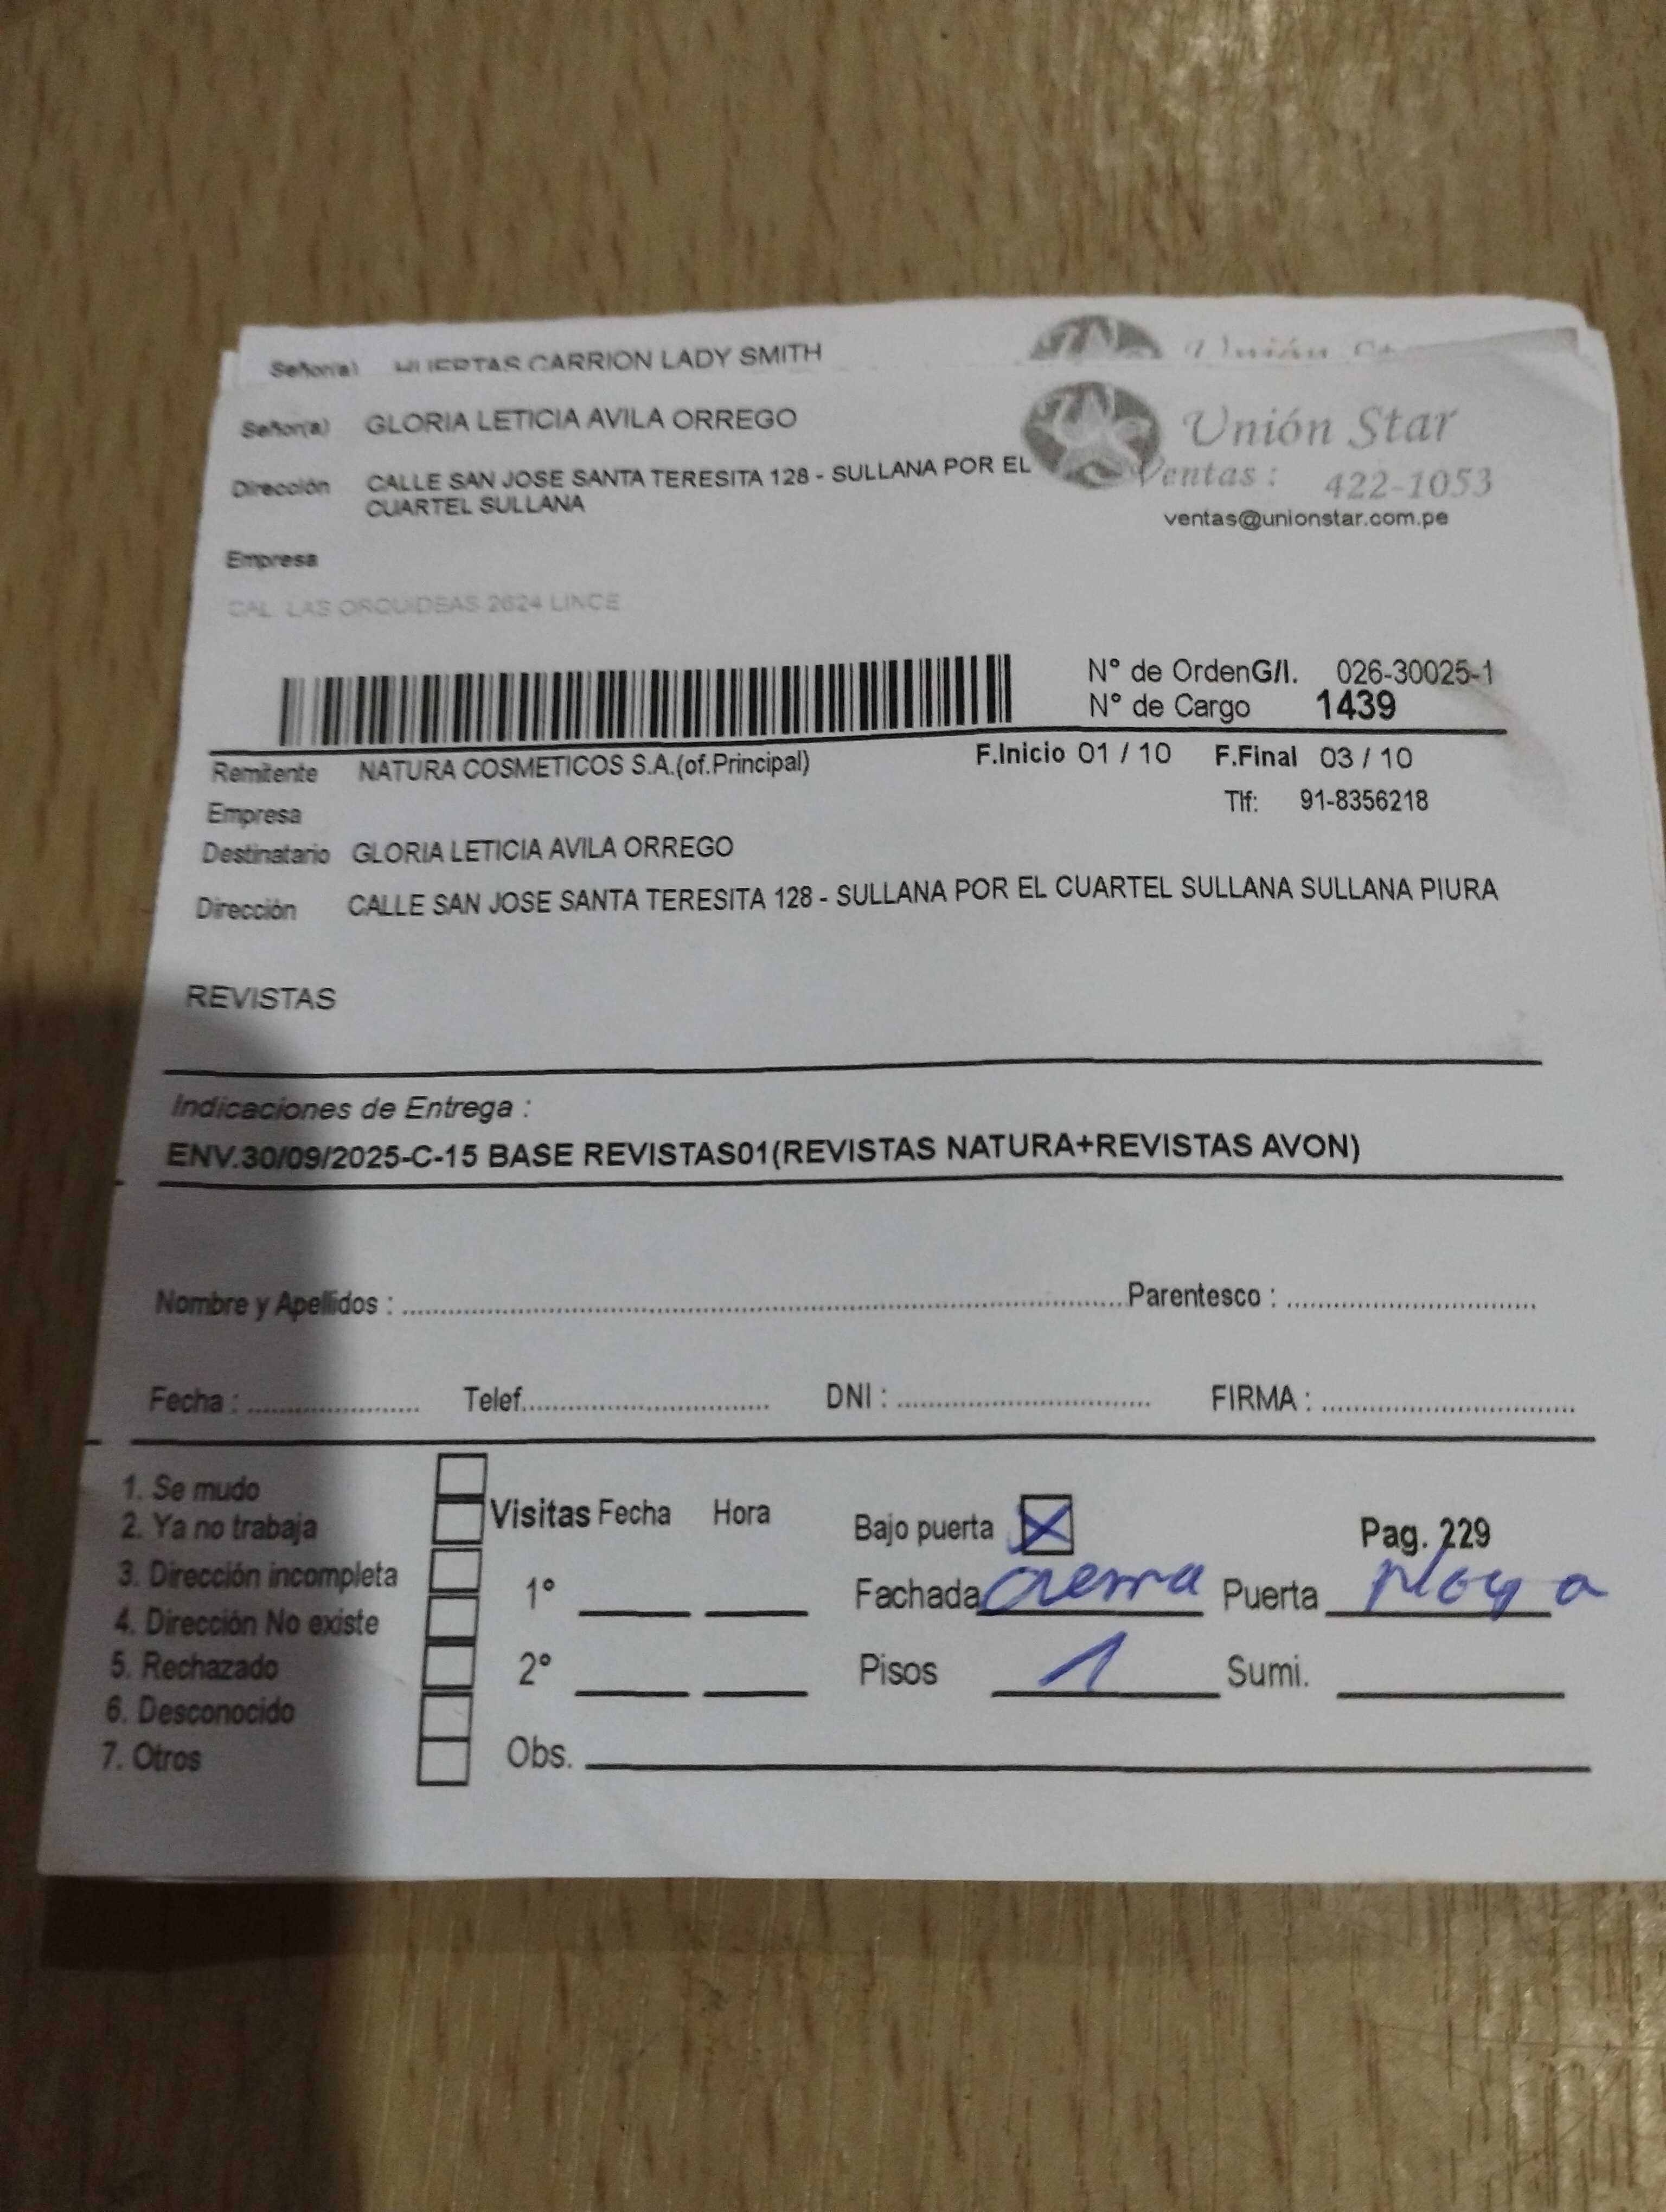 Señor(a) HUERTAS CARRION LADY SMITH Unión
Señor(a) GLORIA LETICIA AVILA ORREGO
Unión Star
Dirección CALLE SAN JOSE SANTA TERESITA 128 - SULLANA POR EL
CUARTEL SULLANA
Ventas : 422-1053
ventas@unionstar.com.pe
Empresa
CAL. LAS ORQUIDEAS 2624 LINCE
N° de OrdenG/I. 026-30025-1
N° de Cargo 1439
Remitente NATURA COSMETICOS S.A.(of.Principal) F.Inicio 01 / 10 F.Final 03 / 10
Empresa Tlf: 91-8356218
Destinatario GLORIA LETICIA AVILA ORREGO
Dirección CALLE SAN JOSE SANTA TERESITA 128 - SULLANA POR EL CUARTEL SULLANA SULLANA PIURA
REVISTAS
Indicaciones de Entrega :
ENV.30/09/2025-C-15 BASE REVISTAS01(REVISTAS NATURA+REVISTAS AVON)
Nombre y Apellidos : Parentesco :
Fecha : Telef. DNI : FIRMA :
1. Se mudo
2. Ya no trabaja
3. Dirección incompleta
4. Dirección No existe
5. Rechazado
6. Desconocido
7. Otros
Visitas Fecha Hora
1°
2°
Obs.
Bajo puerta X Pag. 229
Fachada Puerta
Pisos 1 Sumi.